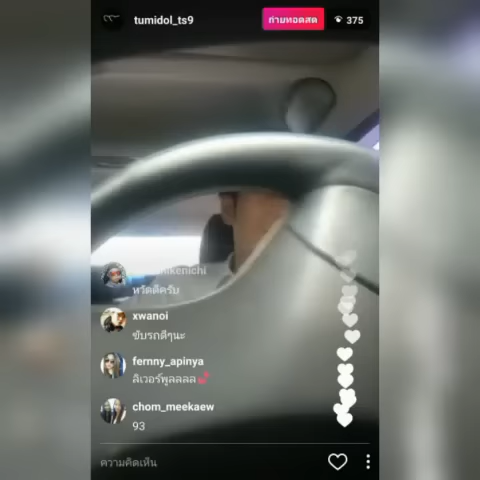 tumidol_ts9
ถ่ายทอดสด
375
หวัดดีครับ
xwanoi
ขับรถดีๆนะ
fernny_apinya
ลิเวอร์พูลลลล💕
chom_meekaew
93
ความคิดเห็น